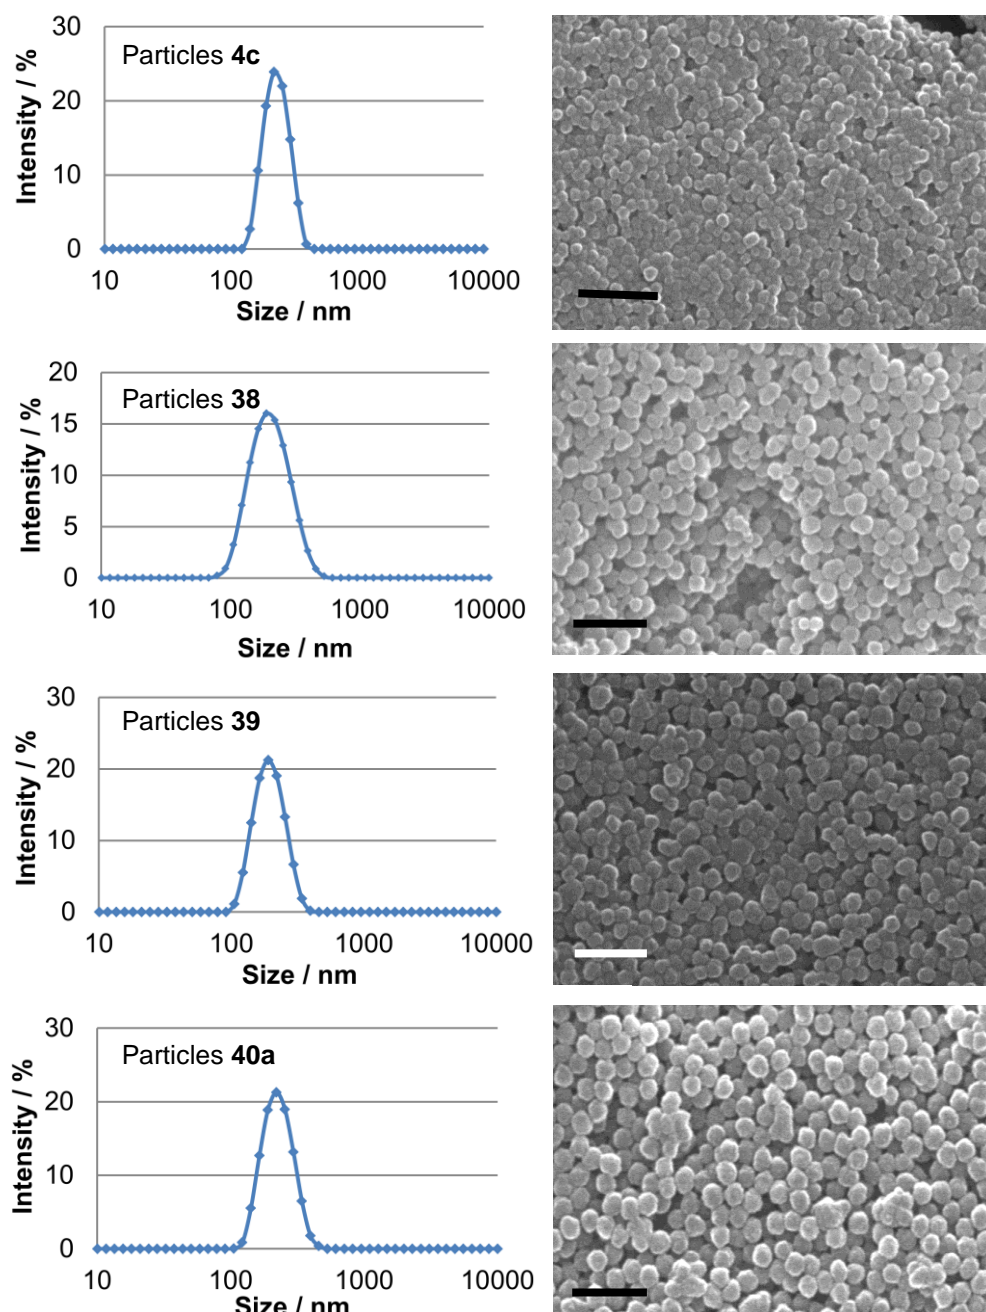 30
Particles 4c
20
10
0
10 100 1000 10000
Intensity / %
Size / nm
20
Particles 38
15
10
5
0
10 100 1000 10000
Intensity / %
Size / nm
30
Particles 39
20
10
0
10 100 1000 10000
Intensity / %
Size / nm
30
Particles 40a
20
10
0
10 100 1000 10000
Intensity / %
Size / nm